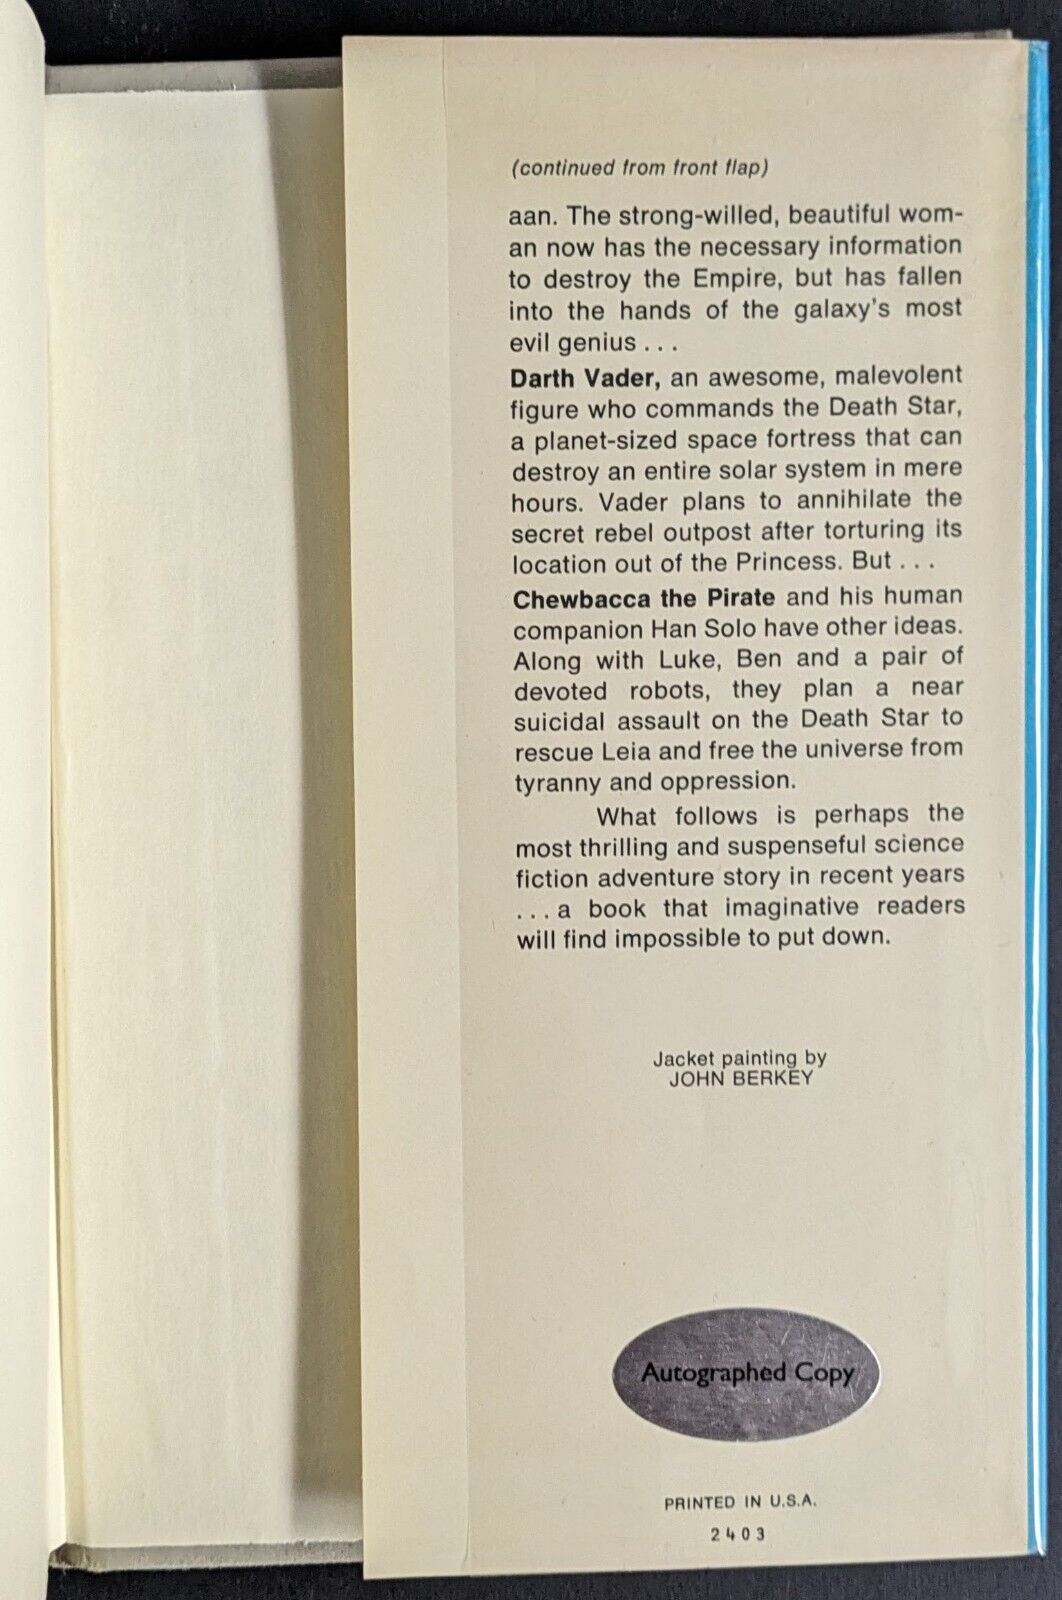 (continued from front flap)
aan. The strong-willed, beautiful wom-
an now has the necessary information
to destroy the Empire, but has fallen
into the hands of the galaxy's most
evil genius . . .
Darth Vader, an awesome, malevolent
figure who commands the Death Star,
a planet-sized space fortress that can
destroy an entire solar system in mere
hours. Vader plans to annihilate the
secret rebel outpost after torturing its
location out of the Princess. But . . .
Chewbacca the Pirate and his human
companion Han Solo have other ideas.
Along with Luke, Ben and a pair of
devoted robots, they plan a near
suicidal assault on the Death Star to
rescue Leia and free the universe from
tyranny and oppression.
What follows is perhaps the
most thrilling and suspenseful science
fiction adventure story in recent years
. . . a book that imaginative readers
will find impossible to put down.
Jacket painting by
JOHN BERKEY
Autographed Copy
PRINTED IN U.S.A.
2403